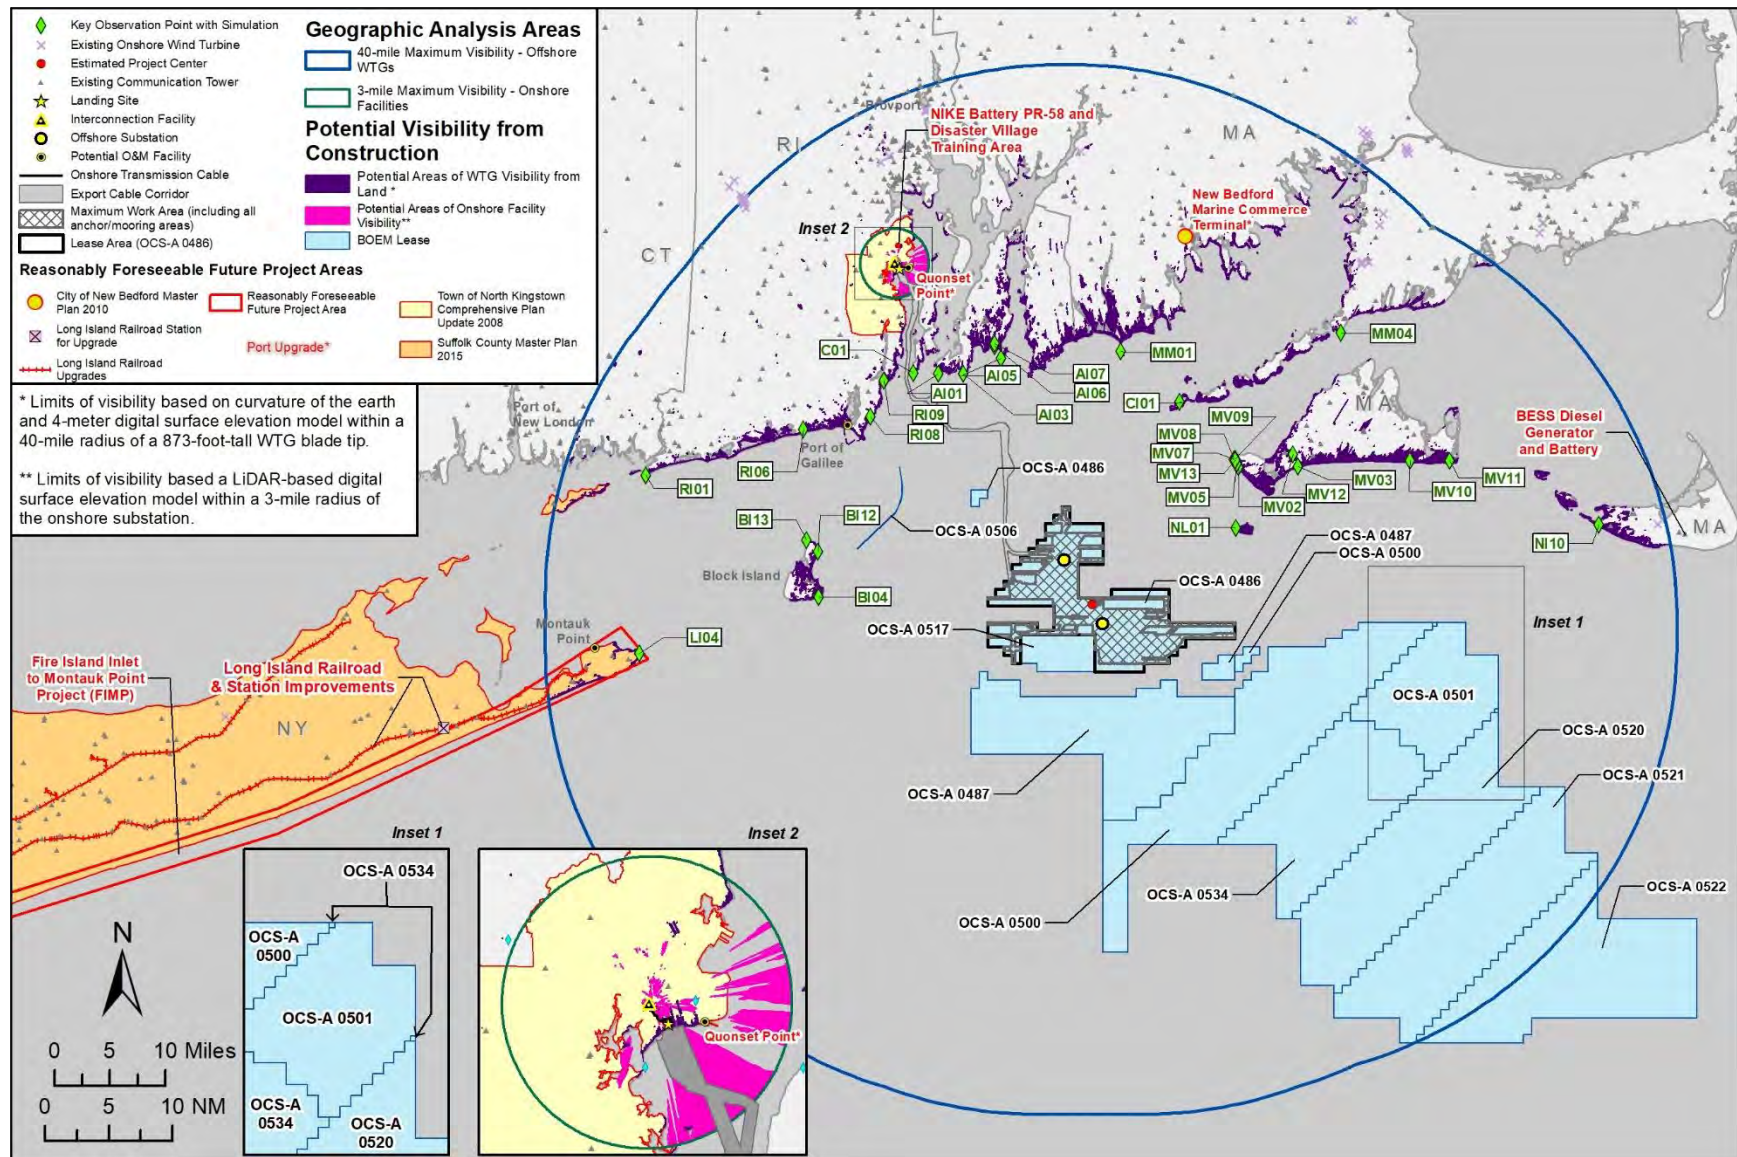 Key Observation Point with Simulation
Existing Onshore Wind Turbine
Estimated Project Center
Existing Communication Tower
Landing Site
Interconnection Facility
Offshore Substation
Potential O&M Facility
Onshore Transmission Cable
Export Cable Corridor
Maximum Work Area (including all
anchor/mooring areas)
Lease Area (OCS-A 0486)
Geographic Analysis Areas
40-mile Maximum Visibility - Offshore
WTGs
3-mile Maximum Visibility - Onshore
Facilities
Potential Visibility from
Construction
Potential Areas of WTG Visibility from
Land *
Potential Areas of Onshore Facility
Visibility**
BOEM Lease
Reasonably Foreseeable Future Project Areas
City of New Bedford Master
Plan 2010
Long Island Railroad Station
for Upgrade
Long Island Railroad
Upgrades
Reasonably Foreseeable
Future Project Area
Port Upgrade*
Town of North Kingstown
Comprehensive Plan
Update 2008
Suffolk County Master Plan
2015
* Limits of visibility based on curvature of the earth
and 4-meter digital surface elevation model within a
40-mile radius of a 873-foot-tall WTG blade tip.
** Limits of visibility based a LiDAR-based digital
surface elevation model within a 3-mile radius of
the onshore substation.
Provport
NIKE Battery PR-58 and
Disaster Village
Training Area
MA
RI
CT
New Bedford
Marine Commerce
Terminal*
Inset 2
Quonset
Point*
C01
MM04
MM01
AI05
AI07
AI01
AI06
AI03
RI09
RI08
CI01
MA
MV09
MV08
MV07
MV13
MV05
MV02
MV12
MV03
MV10
MV11
BESS Diesel
Generator
and Battery
MA
NI10
NL01
Port of
New London
Port of
Galilee
RI06
RI01
OCS-A 0486
BI13
BI12
OCS-A 0506
Block Island
BI04
OCS-A 0487
OCS-A 0500
OCS-A 0486
OCS-A 0517
Inset 1
Montauk
Point
LI04
Fire Island Inlet
to Montauk Point
Project (FIMP)
Long Island Railroad
& Station Improvements
NY
OCS-A 0501
OCS-A 0520
OCS-A 0521
OCS-A 0487
OCS-A 0534
OCS-A 0500
OCS-A 0522
Inset 1
OCS-A 0534
OCS-A
0500
OCS-A 0501
OCS-A
0534
OCS-A
0520
Inset 2
Quonset Point*
N
0 5 10 Miles
0 5 10 NM